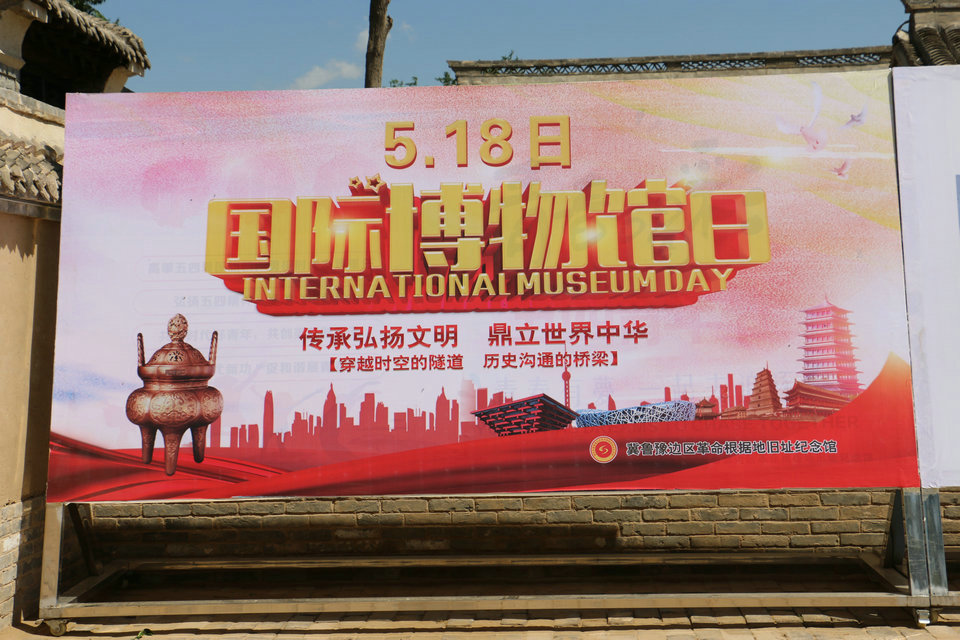 5.18日
国际博物馆日
INTERNATIONAL MUSEUM DAY
传承弘扬文明 鼎立世界中华
【穿越时空的隧道 历史沟通的桥梁】
冀鲁豫边区革命根据地旧址纪念馆